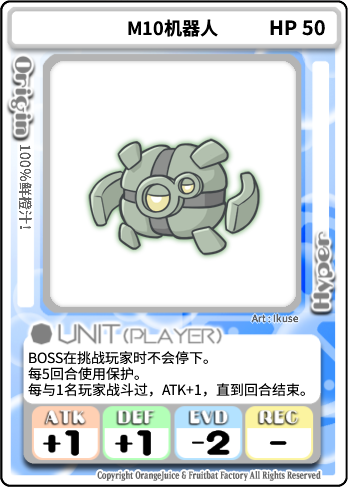 M10机器人 HP 50
Origin
100%鲜橙汁!
Hyper
Art : Ikuse
UNIT (PLAYER)
BOSS在挑战玩家时不会停下。
每5回合使用保护。
每与1名玩家战斗过，ATK+1，直到回合结束。
ATK DEF EVD REC
+1 +1 -2 -
Copyright Orangejuice & Fruitbat Factory All Rights Reserved